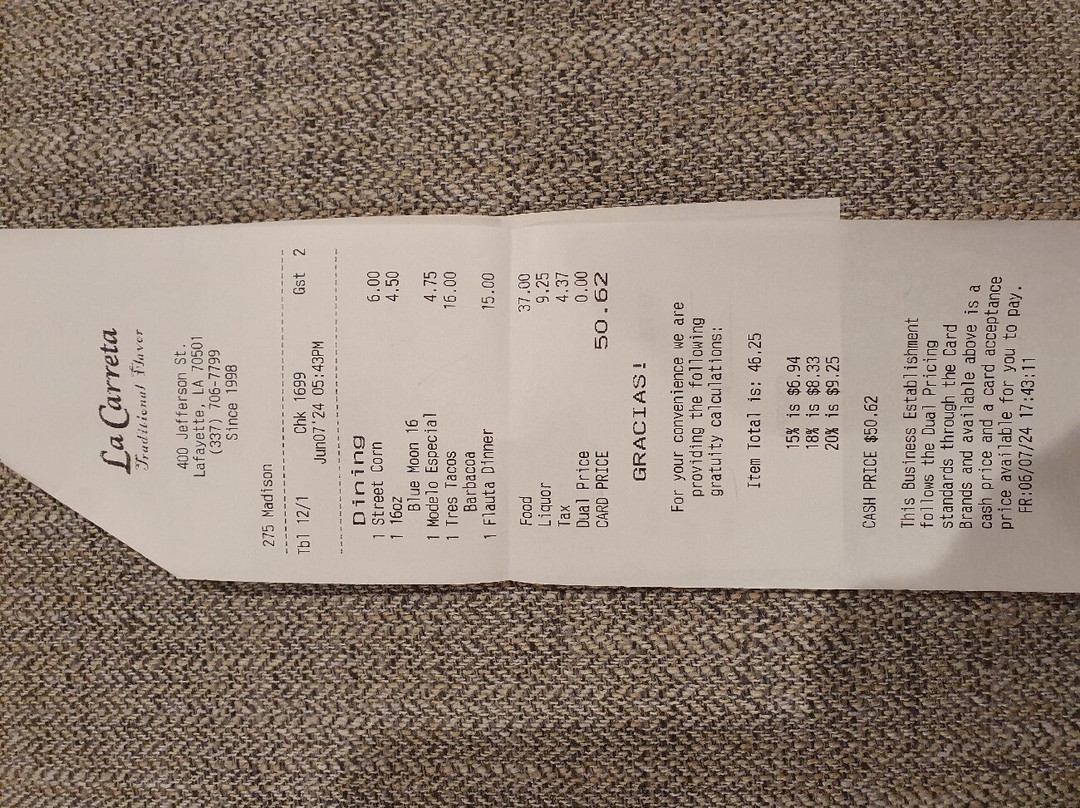 La Carreta
Traditional Flavor
400 Jefferson St.
Lafayette, LA 70501
(337) 706-7799
Since 1998
275 Madison
Tbl 12/1 Chk 1699 Gst 2
Jun07'24 05:43PM
Dining
1 Street Corn 6.00
1 16oz 4.50
Blue Moon 16
1 Modelo Especial 4.75
1 Tres Tacos 16.00
Barbacoa
1 Flauta Dinner 15.00
Food 37.00
Liquor 9.25
Tax 4.37
Dual Price 0.00
CARD PRICE 50.62
GRACIAS!
For your convenience we are
providing the following
gratuity calculations:
Item Total is: 46.25
15% is $6.94
18% is $8.33
20% is $9.25
CASH PRICE $50.62
This Business Establishment
follows the Dual Pricing
standards through the Card
Brands and available above is a
cash price and a card acceptance
price available for you to pay.
FR:06/07/24 17:43:11